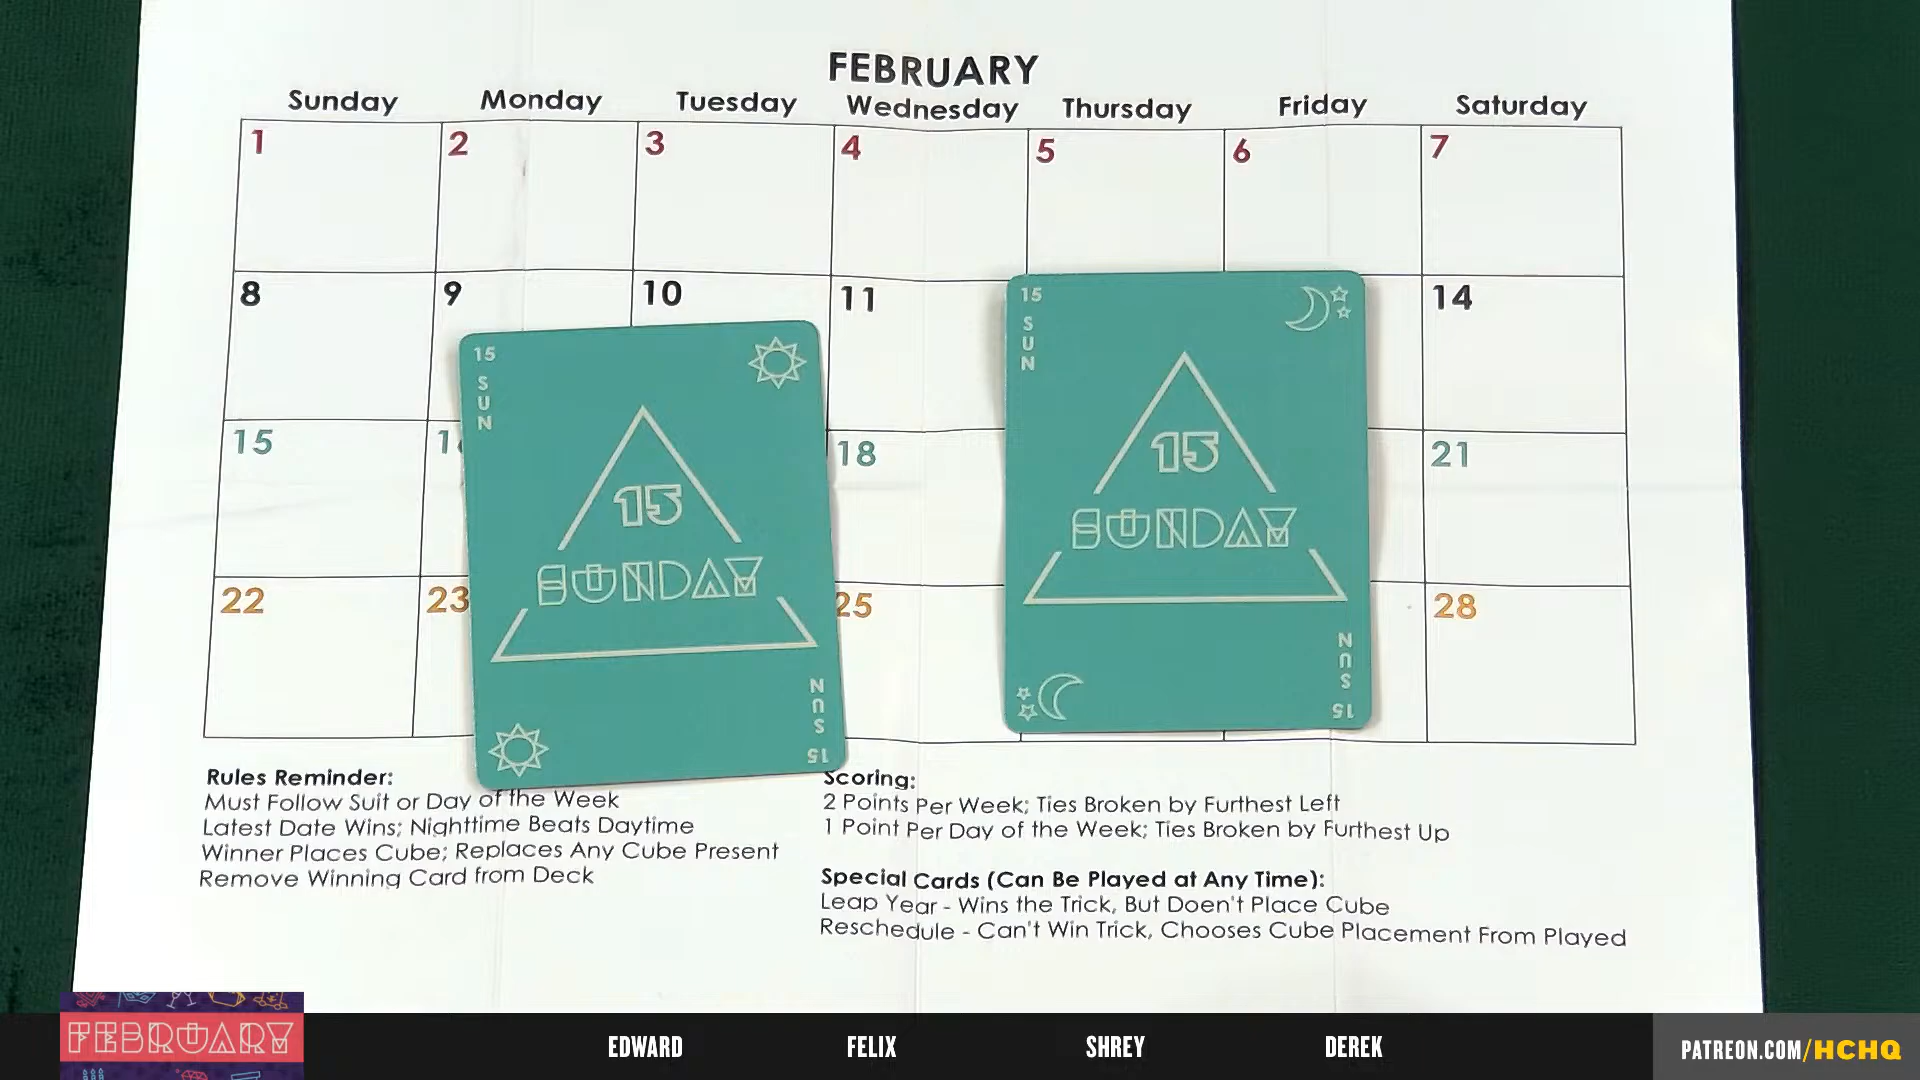 FEBRUARY
Sunday Monday Tuesday Wednesday Thursday Friday Saturday
1 2 3 4 5 6 7
8 9 10 11 14
15 18 21
22 23 25 28
15
SUN
15
SUNDAY
SUN
15
15
SUN
15
SUNDAY
SUN
15
Rules Reminder:
Must Follow Suit or Day of the Week
Latest Date Wins; Nighttime Beats Daytime
Winner Places Cube; Replaces Any Cube Present
Remove Winning Card from Deck
Scoring:
2 Points Per Week; Ties Broken by Furthest Left
1 Point Per Day of the Week; Ties Broken by Furthest Up
Special Cards (Can Be Played at Any Time):
Leap Year - Wins the Trick, But Doen't Place Cube
Reschedule - Can't Win Trick, Chooses Cube Placement From Played
FEBRUARY
EDWARD FELIX SHREY DEREK
PATREON.COM/HCHQ